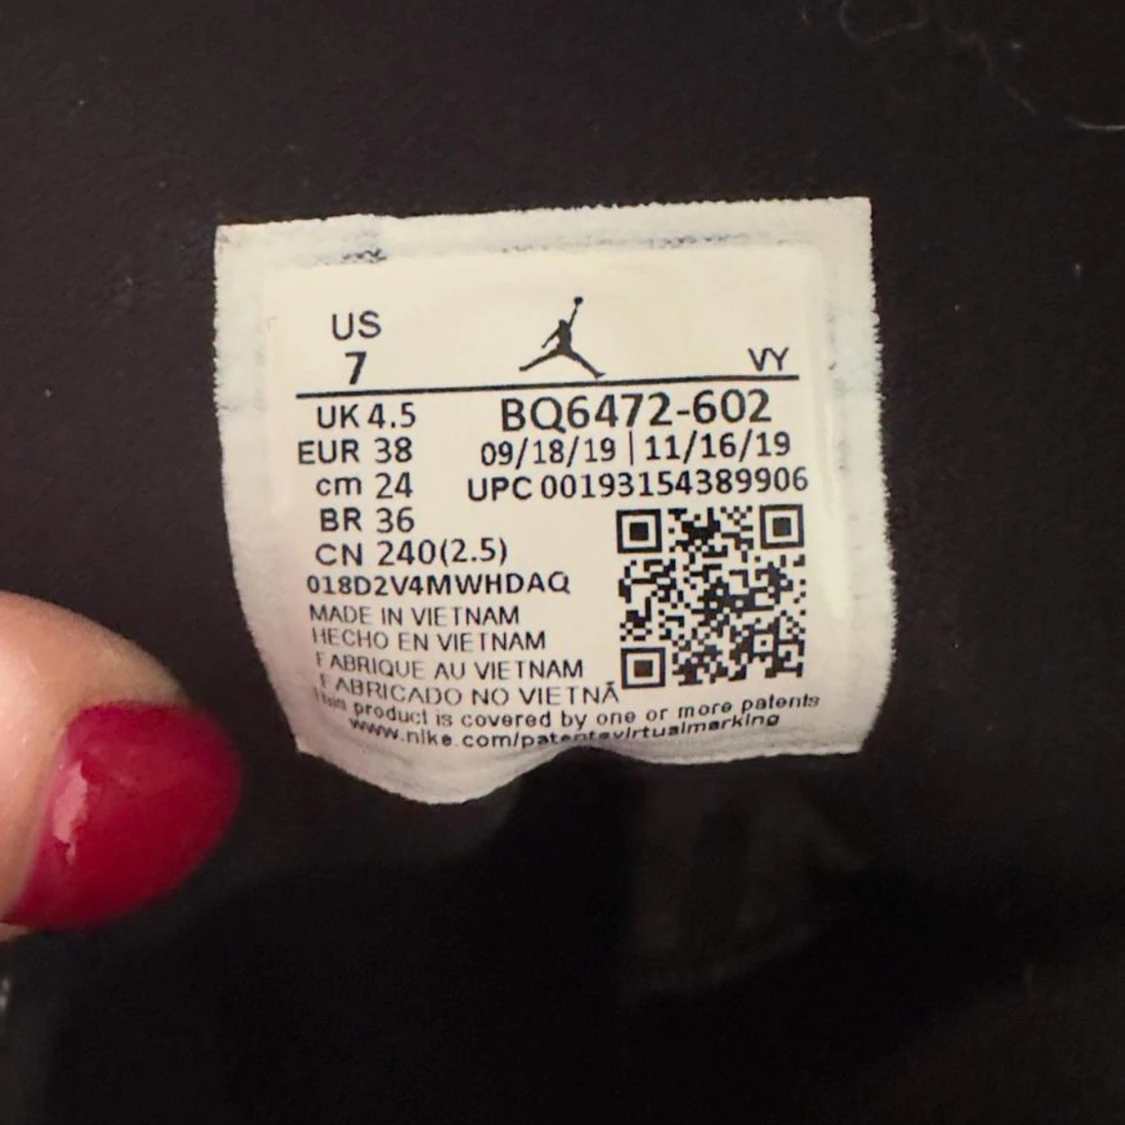 US
7
VY
UK 4.5
BQ6472-602
EUR 38
09/18/19 | 11/16/19
cm 24
UPC 00193154389906
BR 36
CN 240(2.5)
018D2V4MWHDAQ
MADE IN VIETNAM
HECHO EN VIETNAM
FABRIQUE AU VIETNAM
FABRICADO NO VIETNÃ
This product is covered by one or more patents
www.nike.com/patentsvirtualmarking